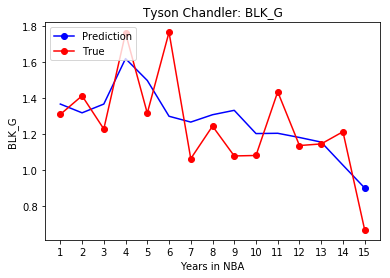 Tyson Chandler: BLK_G
Prediction
True
1.8
1.6
1.4
1.2
1.0
0.8
BLK_G
1 2 3 4 5 6 7 8 9 10 11 12 13 14 15
Years in NBA